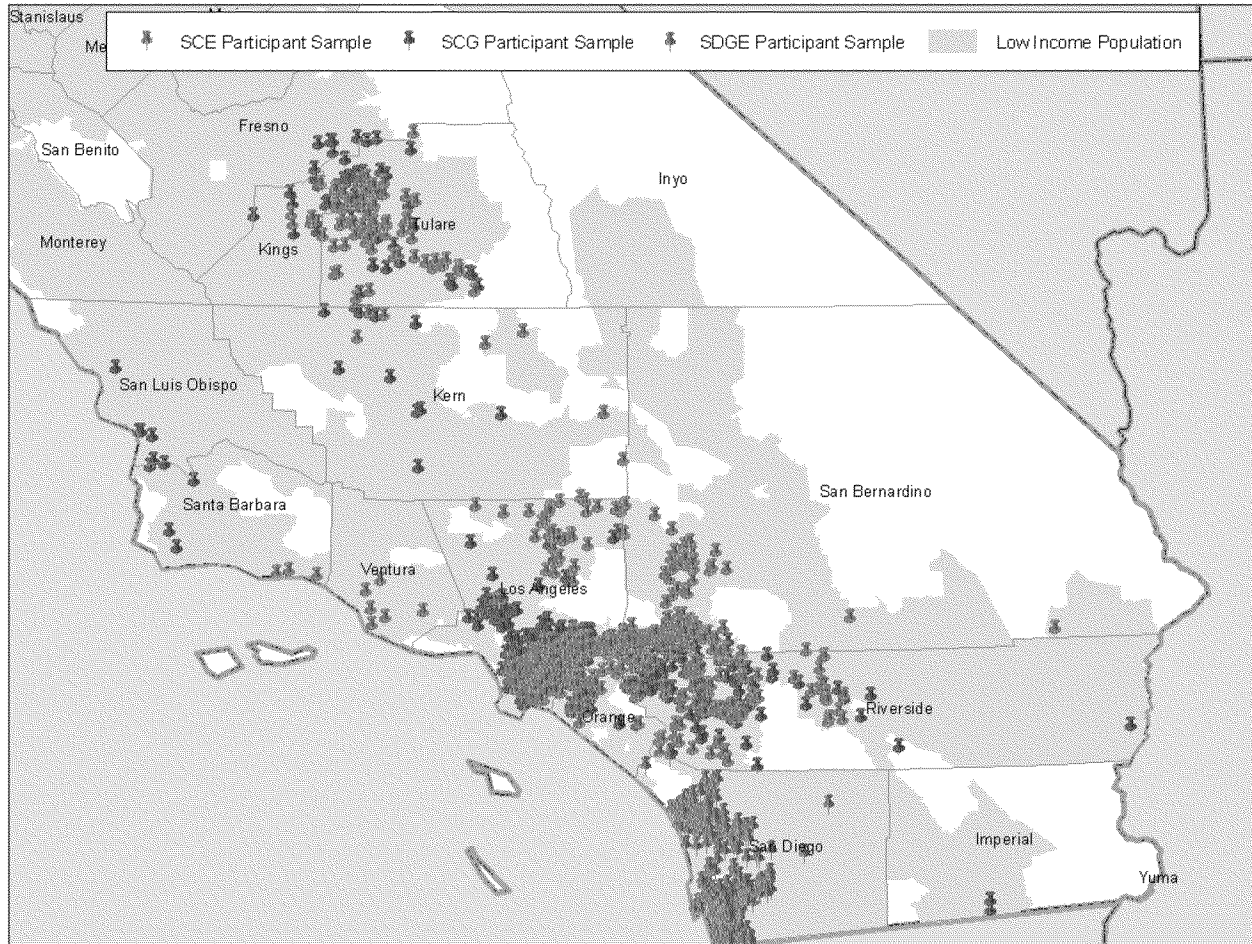 Stanislaus
Me
SCE Participant Sample SCG Participant Sample SDGE Participant Sample Low Income Population
Fresno
San Benito
Inyo
Tulare
Monterey
Kings
San Luis Obispo
Kern
San Bernardino
Santa Barbara
Ventura
Los Angeles
Riverside
Orange
Imperial
San Diego
Yuma